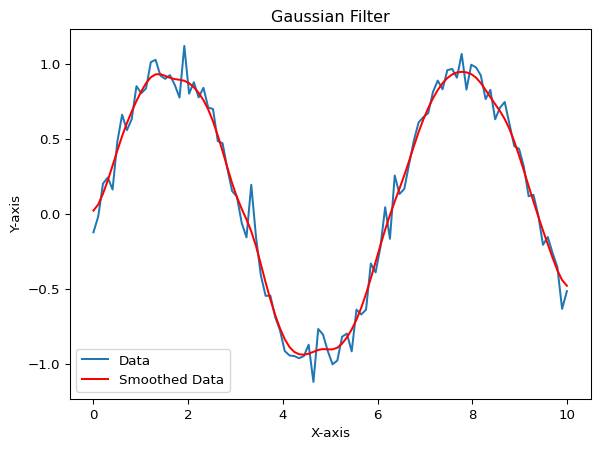 Gaussian Filter
Y-axis
1.0
0.5
0.0
−0.5
−1.0
Data
Smoothed Data
0 2 4 6 8 10
X-axis